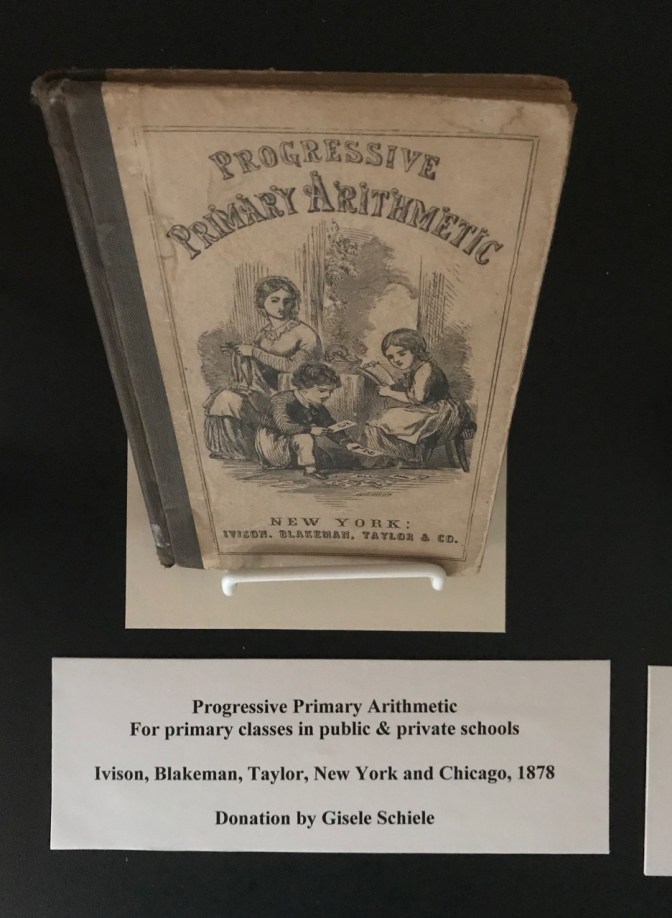 PROGRESSIVE
PRIMARY ARITHMETIC
NEW YORK:
IVISON, BLAKEMAN, TAYLOR & CO.
Progressive Primary Arithmetic
For primary classes in public & private schools
Ivison, Blakeman, Taylor, New York and Chicago, 1878
Donation by Gisele Schiele